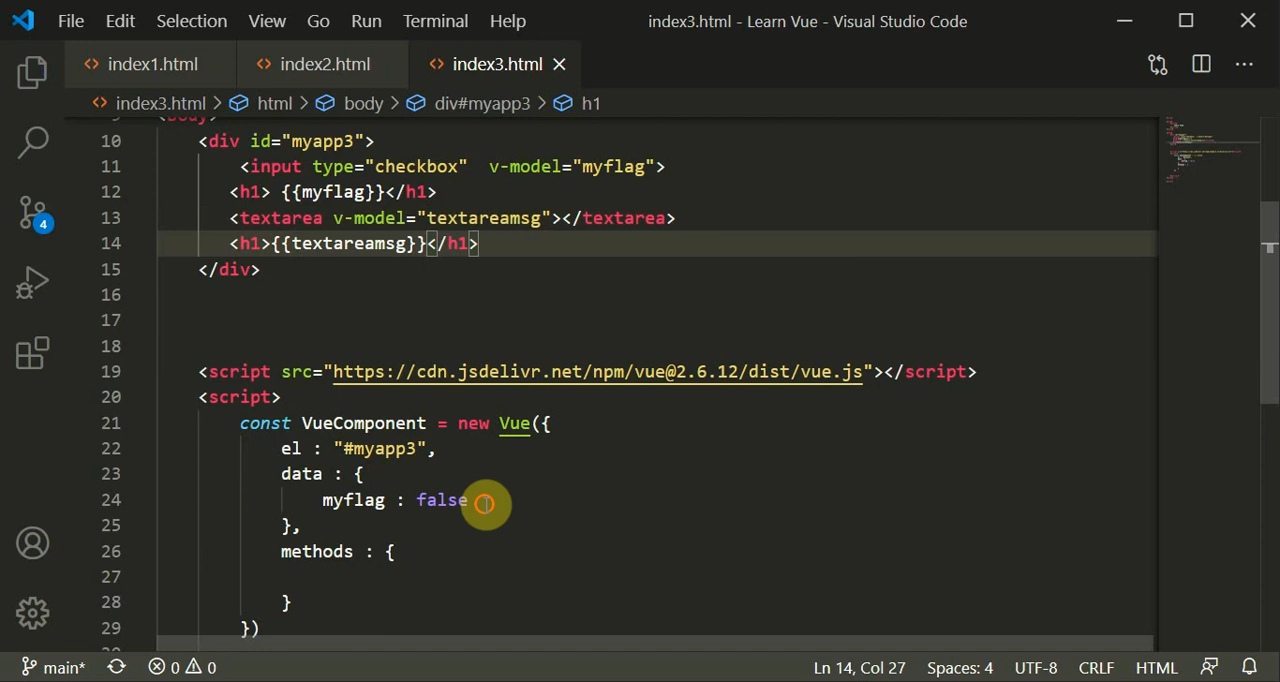 File Edit Selection View Go Run Terminal Help index3.html - Learn Vue - Visual Studio Code
index1.html index2.html index3.html
index3.html > html > body > div#myapp3 > h1
9 <body>
10 <div id="myapp3">
11 <input type="checkbox" v-model="myflag">
12 <h1> {{myflag}}</h1>
13 <textarea v-model="textareamsg"></textarea>
14 <h1>{{textareamsg}}</h1>
15 </div>
16
17
18
19 <script src="https://cdn.jsdelivr.net/npm/vue@2.6.12/dist/vue.js"></script>
20 <script>
21 const VueComponent = new Vue({
22 el : "#myapp3",
23 data : {
24 myflag : false
25 },
26 methods : {
27
28 }
29 })
4
main* 0 0 Ln 14, Col 27 Spaces: 4 UTF-8 CRLF HTML